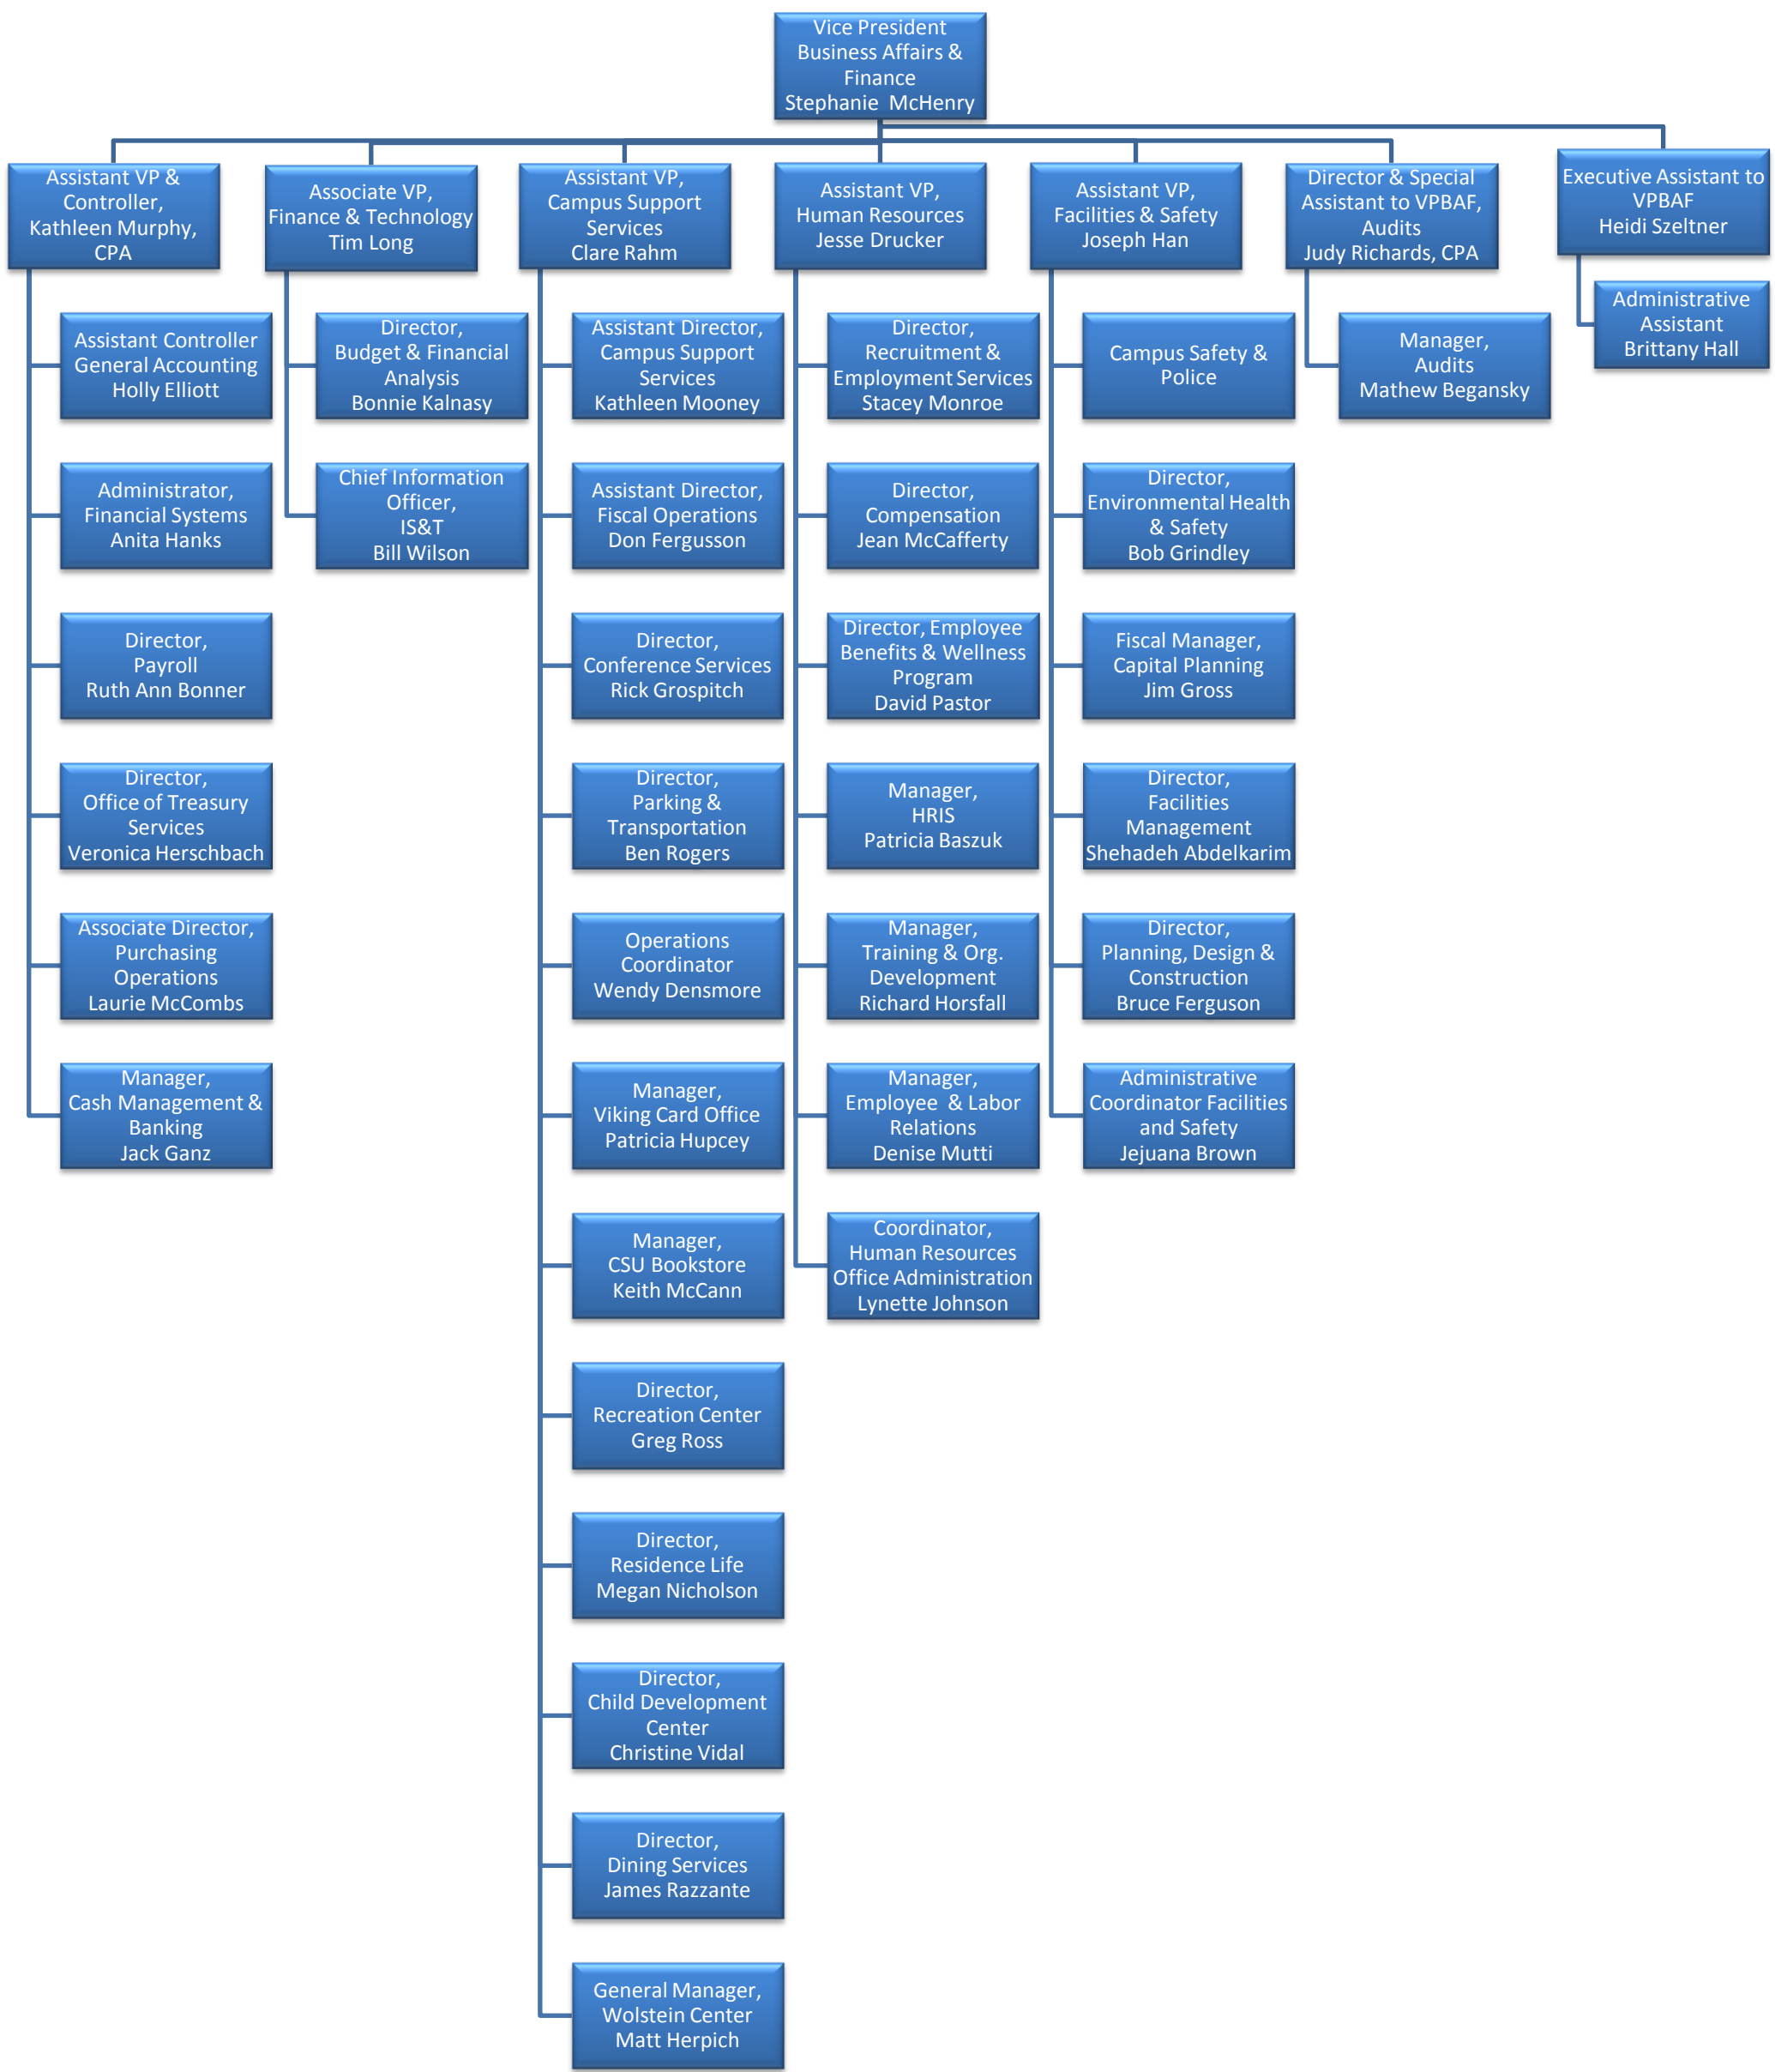 Vice President
Business Affairs &
Finance
Stephanie  McHenry
Assistant VP &
Controller,
Kathleen Murphy,
CPA
Assistant Controller
General Accounting
Holly Elliott
Administrator,
Financial Systems
Anita Hanks
Director,
Payroll
Ruth Ann Bonner
Director,
Office of Treasury
Services
Veronica Herschbach
Associate Director,
Purchasing
Operations
Laurie McCombs
Manager,
Cash Management &
Banking
Jack Ganz
Associate VP,
Finance & Technology
Tim Long
Director,
Budget & Financial
Analysis
Bonnie Kalnasy
Chief Information
Officer,
IS&T
Bill Wilson
Assistant VP,
Campus Support
Services
Clare Rahm
Assistant Director,
Campus Support
Services
Kathleen Mooney
Assistant Director,
Fiscal Operations
Don Fergusson
Director,
Conference Services
Rick Grospitch
Director,
Parking &
Transportation
Ben Rogers
Operations
Coordinator
Wendy Densmore
Manager,
Viking Card Office
Patricia Hupcey
Manager,
CSU Bookstore
Keith McCann
Director,
Recreation Center
Greg Ross
Director,
Residence Life
Megan Nicholson
Director,
Child Development
Center
Christine Vidal
Director,
Dining Services
James Razzante
General Manager,
Wolstein Center
Matt Herpich
Assistant VP,
Human Resources
Jesse Drucker
Director,
Recruitment &
Employment Services
Stacey Monroe
Director,
Compensation
Jean McCafferty
Director, Employee
Benefits & Wellness
Program
David Pastor
Manager,
HRIS
Patricia Baszuk
Manager,
Training & Org.
Development
Richard Horsfall
Manager,
Employee  & Labor
Relations
Denise Mutti
Coordinator,
Human Resources
Office Administration
Lynette Johnson
Assistant VP,
Facilities & Safety
Joseph Han
Campus Safety &
Police
Director,
Environmental Health
& Safety
Bob Grindley
Fiscal Manager,
Capital Planning
Jim Gross
Director,
Facilities
Management
Shehadeh Abdelkarim
Director,
Planning, Design &
Construction
Bruce Ferguson
Administrative
Coordinator Facilities
and Safety
Jejuana Brown
Director & Special
Assistant to VPBAF,
Audits
Judy Richards, CPA
Manager,
Audits
Mathew Begansky
Executive Assistant to
VPBAF
Heidi Szeltner
Administrative
Assistant
Brittany Hall